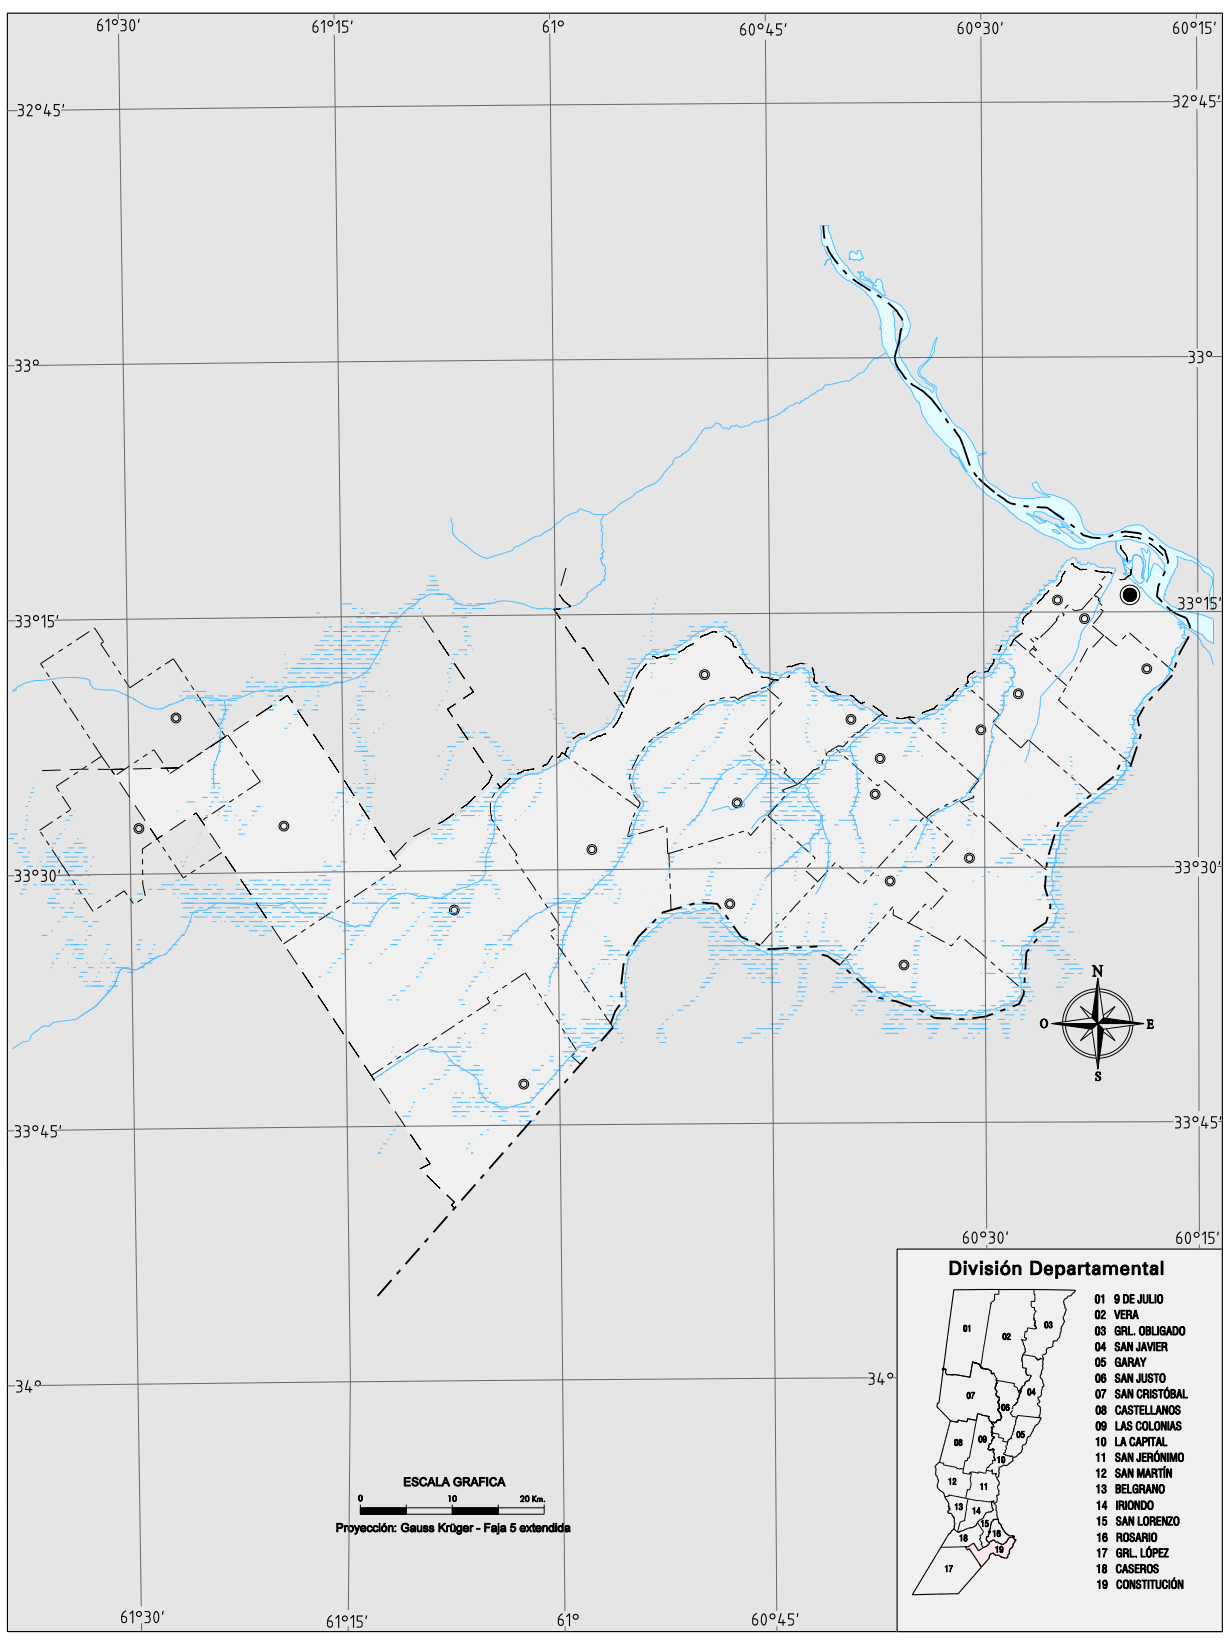 61°30' 61°15' 61° 60°45' 60°30' 60°15'
32°45' 32°45'
33° 33°
33°15' 33°15'
33°30' 33°30'
N
O E
S
33°45' 33°45'
60°30' 60°15'
División Departamental
01 9 DE JULIO
02 VERA
03 GRL. OBLIGADO
04 SAN JAVIER
05 GARAY
06 SAN JUSTO
07 SAN CRISTÓBAL
08 CASTELLANOS
09 LAS COLONIAS
10 LA CAPITAL
11 SAN JERÓNIMO
12 SAN MARTÍN
13 BELGRANO
14 IRIONDO
15 SAN LORENZO
16 ROSARIO
17 GRL. LÓPEZ
18 CASEROS
19 CONSTITUCIÓN
01
02
03
04
05
06
07
08
09
10
11
12
13
14
15
16
17
18
19
34° 34°
ESCALA GRAFICA
0 10 20 Km.
Proyección: Gauss Krüger - Faja 5 extendida
61°30' 61°15' 61° 60°45'